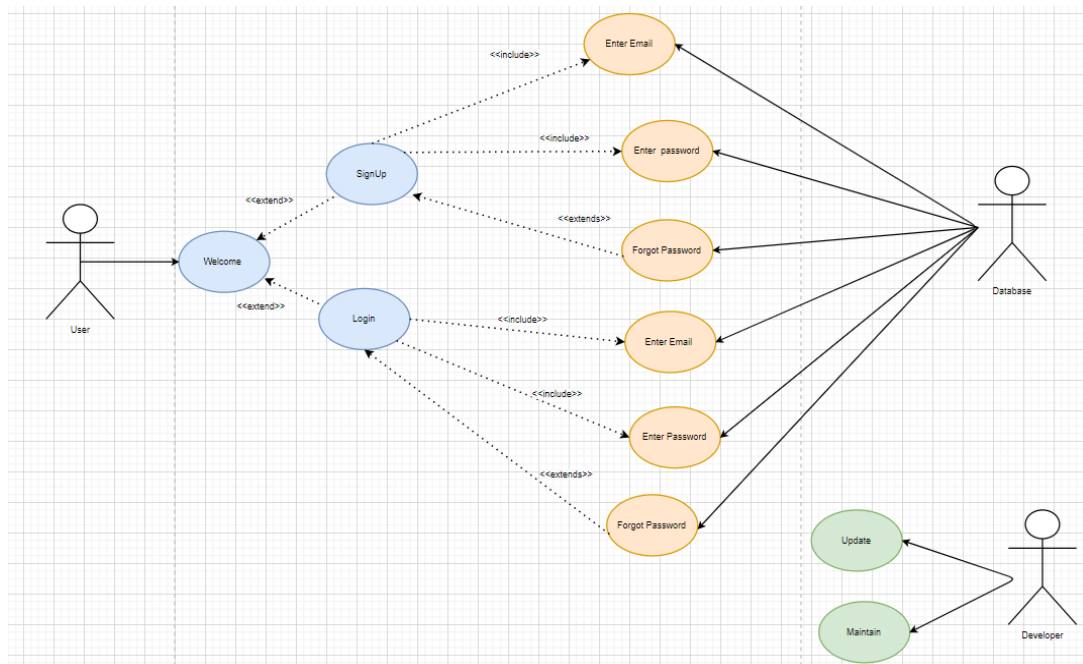 Enter Email
<<include>>
<<include>>
Enter password
SignUp
<<extend>>
<<extends>>
Forgot Password
Welcome
User
Database
<<extend>>
Login
<<include>>
Enter Email
<<include>>
Enter Password
<<extends>>
Forgot Password
Update
Maintain
Developer